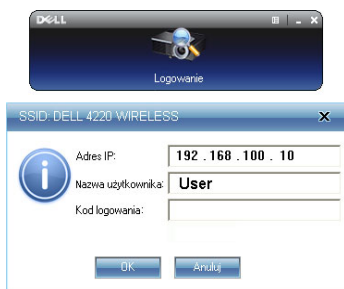 DELL
Logowanie
SSID: DELL 4220 WIRELESS
Adres IP: 192 . 168 . 100 . 10
Nazwa użytkownika: User
Kod logowania:
OK Anuluj